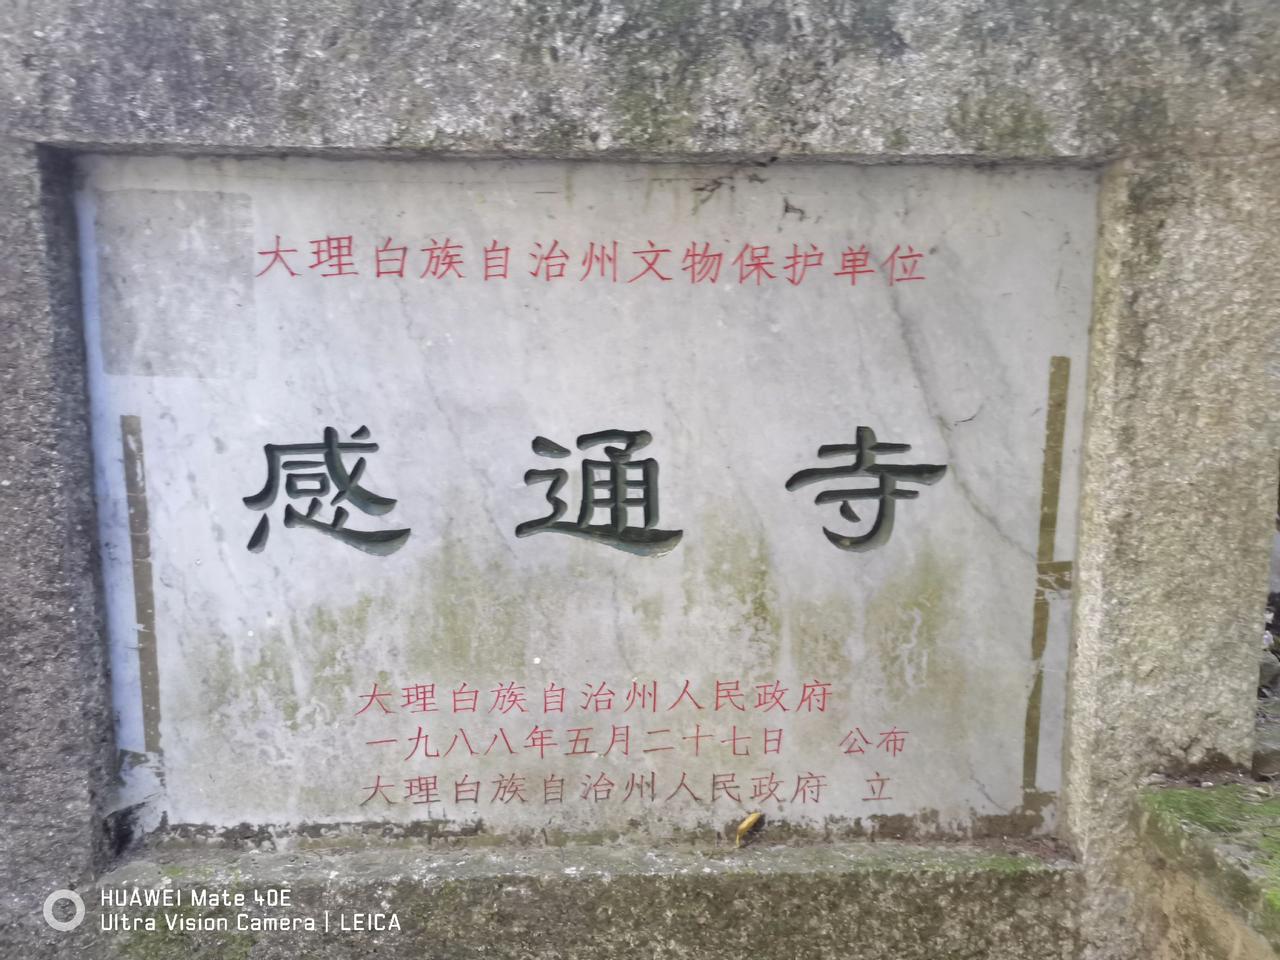 大理白族自治州文物保护单位
感通寺
大理白族自治州人民政府
一九八八年五月二十七日 公布
大理白族自治州人民政府 立
HUAWEI Mate 40E
Ultra Vision Camera | LEICA